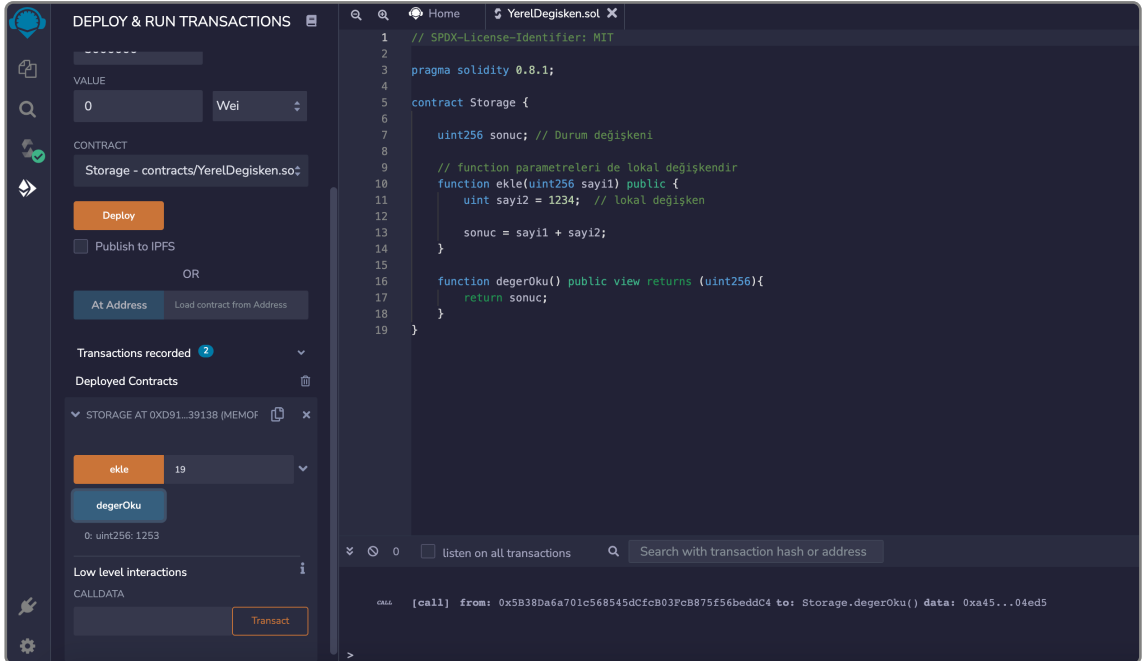 DEPLOY & RUN TRANSACTIONS
VALUE
0 Wei
CONTRACT
Storage - contracts/YerelDegisken.so
Deploy
Publish to IPFS
OR
At Address Load contract from Address
Transactions recorded 2
Deployed Contracts
STORAGE AT 0XD91...39138 (MEMOR
ekle 19
degerOku
0: uint256: 1253
Low level interactions i
CALLDATA
Transact
Home YerelDegisken.sol
1 // SPDX-License-Identifier: MIT
2
3 pragma solidity 0.8.1;
4
5 contract Storage {
6
7 uint256 sonuc; // Durum değişkeni
8
9 // function parametreleri de lokal değişkendir
10 function ekle(uint256 sayi1) public {
11 uint sayi2 = 1234; // lokal değişken
12
13 sonuc = sayi1 + sayi2;
14 }
15
16 function degerOku() public view returns (uint256){
17 return sonuc;
18 }
19 }
0 listen on all transactions Search with transaction hash or address
CALL [call] from: 0x5B38Da6a701c568545dCfcB03FcB875f56beddC4 to: Storage.degerOku() data: 0xa45...04ed5
>